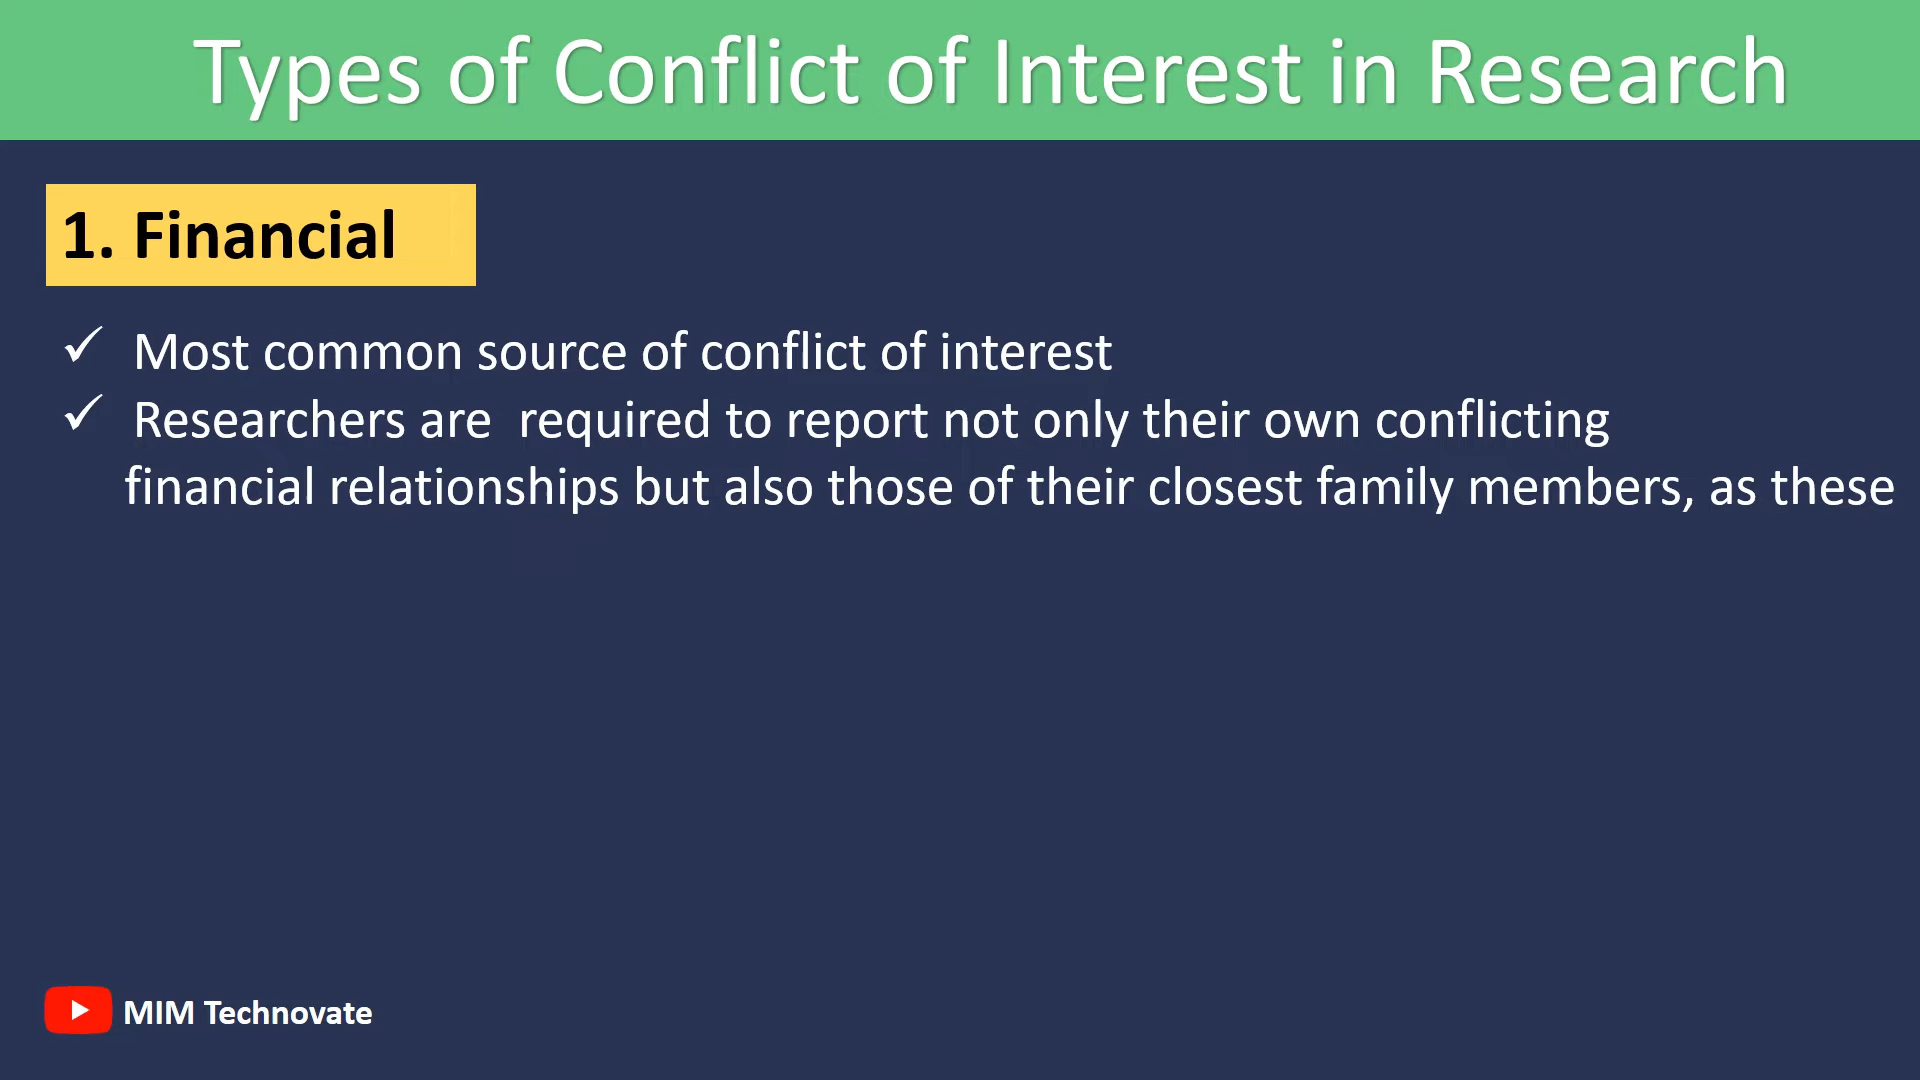 Types of Conflict of Interest in Research
1. Financial
✓ Most common source of conflict of interest
✓ Researchers are  required to report not only their own conflicting
financial relationships but also those of their closest family members, as these
MIM Technovate